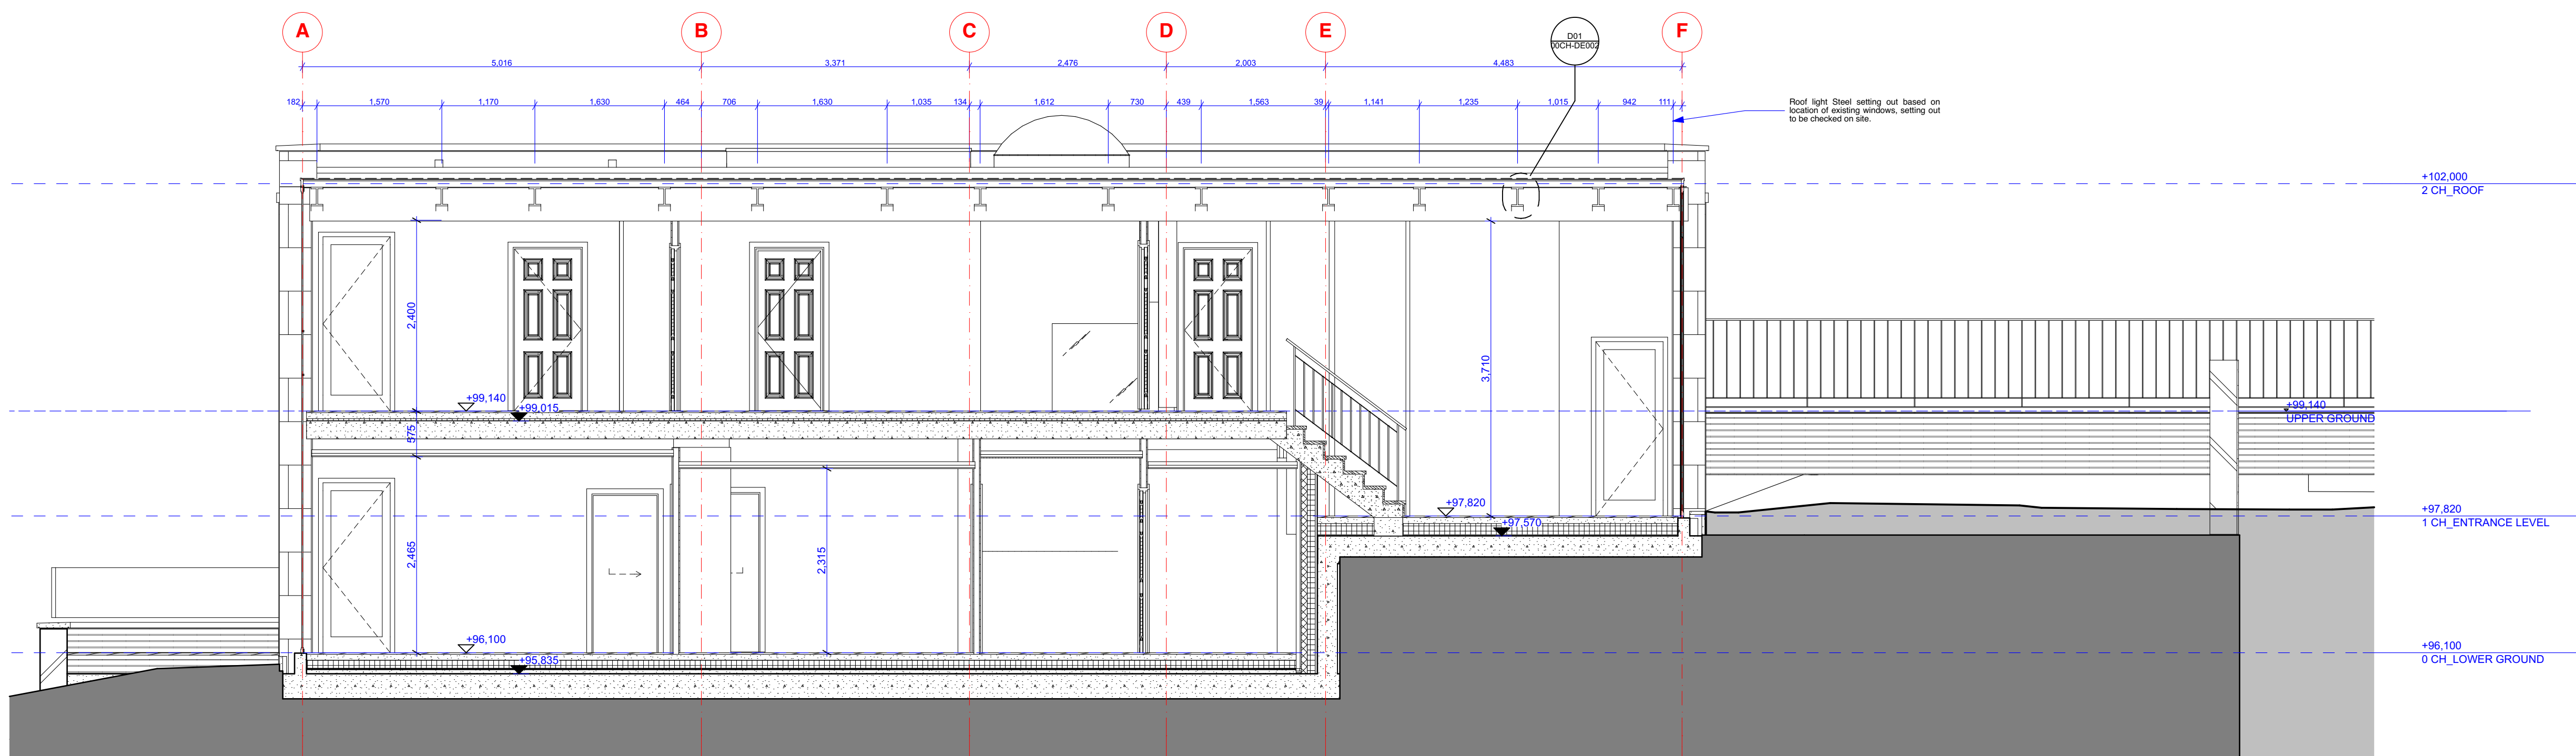 A
B
C
D
E
F
D01
00CH-DE002
5,016
3,371
2,476
2,003
4,483
182
1,570
1,170
1,630
464
706
1,630
1,035
134
1,612
730
439
1,563
39
1,141
1,235
1,015
942
111
Roof light Steel setting out based on
location of existing windows, setting out
to be checked on site.
+102,000
2 CH_ROOF
2,400
3,710
+99,140
+99,015
+99,140
UPPER GROUND
575
+97,820
+97,570
+97,820
1 CH_ENTRANCE LEVEL
2,465
2,315
+96,100
+95,835
+96,100
0 CH_LOWER GROUND